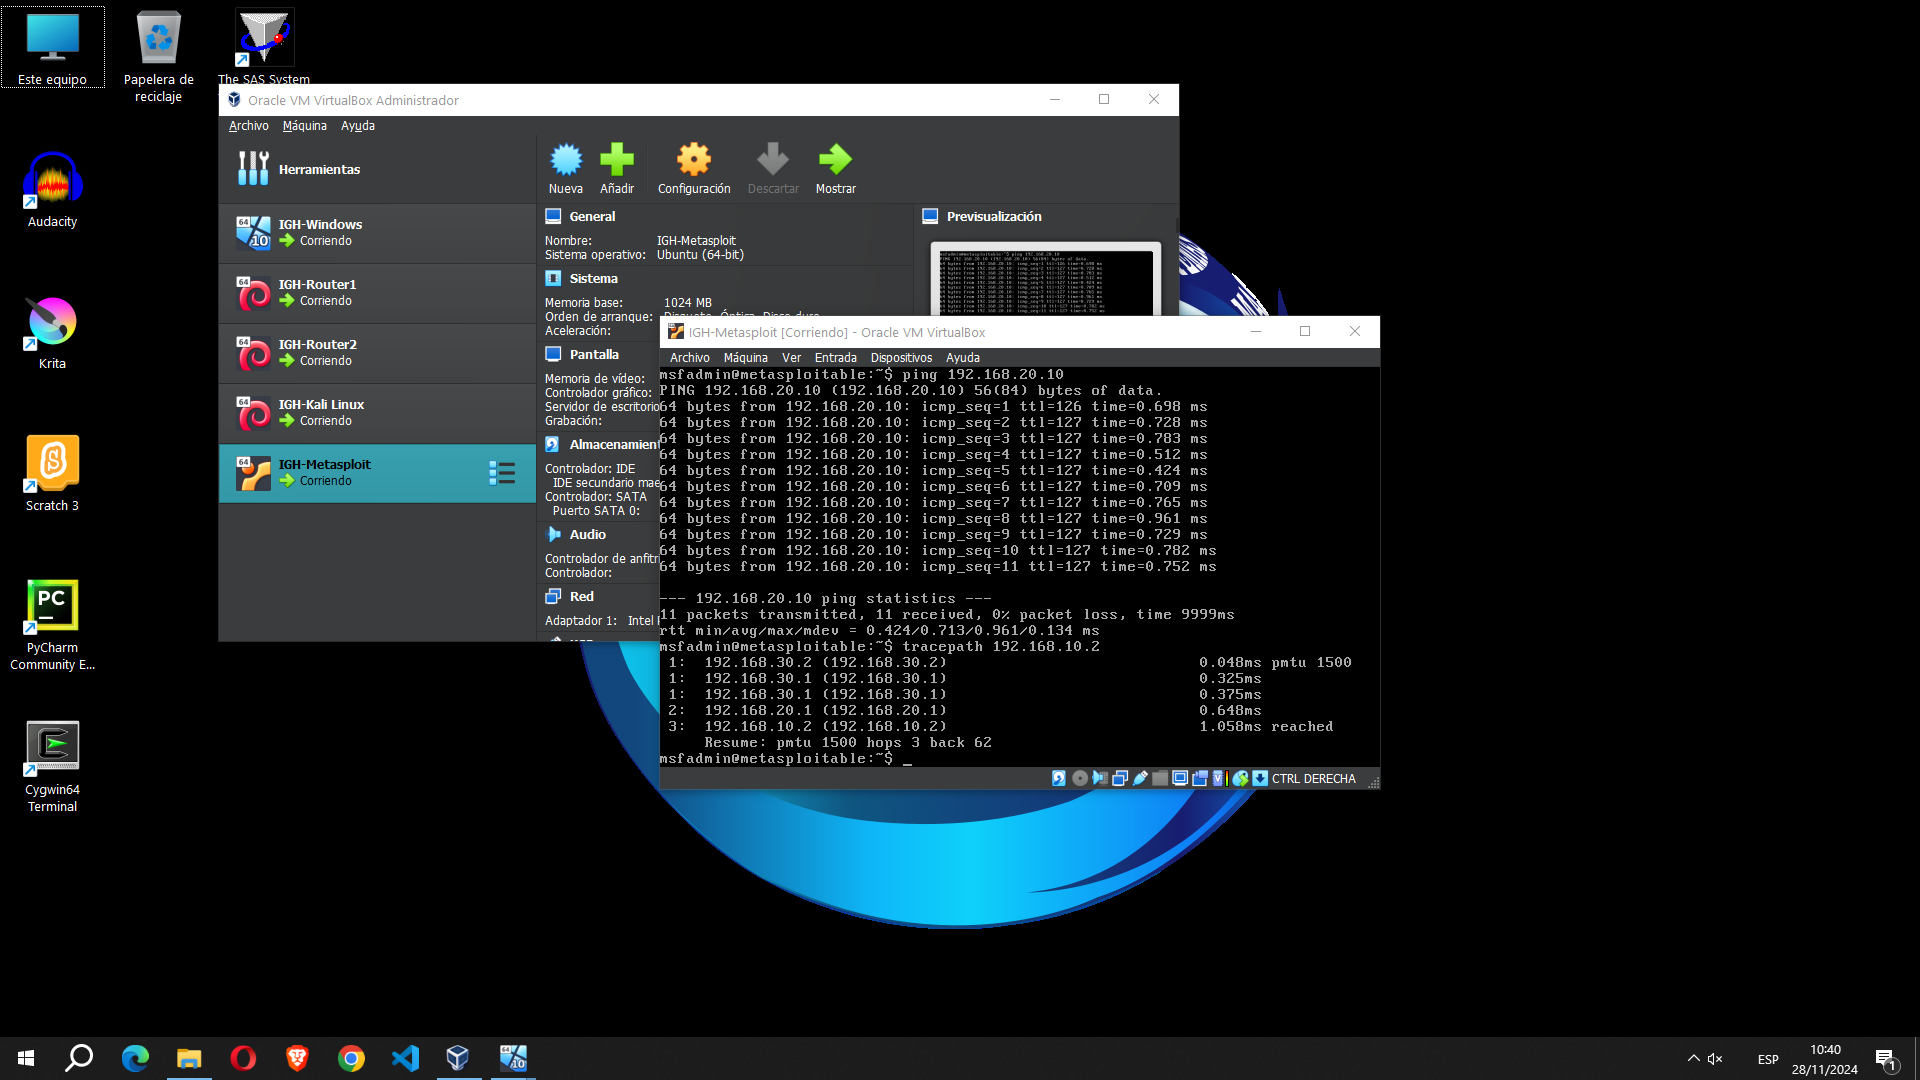 Este equipo
Papelera de
reciclaje
The SAS System
Audacity
Krita
Scratch 3
PyCharm
Community E...
Cygwin64
Terminal
Oracle VM VirtualBox Administrador
Archivo Máquina Ayuda
Herramientas
Nueva Añadir Configuración Descartar Mostrar
IGH-Windows
Corriendo
IGH-Router1
Corriendo
IGH-Router2
Corriendo
IGH-Kali Linux
Corriendo
IGH-Metasploit
Corriendo
General
Nombre: IGH-Metasploit
Sistema operativo: Ubuntu (64-bit)
Sistema
Memoria base: 1024 MB
Orden de arranque: Disquete, Óptica, Disco duro
Aceleración:
Pantalla
Memoria de vídeo:
Controlador gráfico:
Servidor de escritorio
Grabación:
Almacenamient
Controlador: IDE
IDE secundario mae
Controlador: SATA
Puerto SATA 0:
Audio
Controlador de anfitr
Controlador:
Red
Adaptador 1: Intel
Previsualización
IGH-Metasploit [Corriendo] - Oracle VM VirtualBox
Archivo Máquina Ver Entrada Dispositivos Ayuda
msfadmin@metasploitable:~$ ping 192.168.20.10
PING 192.168.20.10 (192.168.20.10) 56(84) bytes of data.
64 bytes from 192.168.20.10: icmp_seq=1 ttl=126 time=0.698 ms
64 bytes from 192.168.20.10: icmp_seq=2 ttl=127 time=0.728 ms
64 bytes from 192.168.20.10: icmp_seq=3 ttl=127 time=0.783 ms
64 bytes from 192.168.20.10: icmp_seq=4 ttl=127 time=0.512 ms
64 bytes from 192.168.20.10: icmp_seq=5 ttl=127 time=0.424 ms
64 bytes from 192.168.20.10: icmp_seq=6 ttl=127 time=0.709 ms
64 bytes from 192.168.20.10: icmp_seq=7 ttl=127 time=0.765 ms
64 bytes from 192.168.20.10: icmp_seq=8 ttl=127 time=0.961 ms
64 bytes from 192.168.20.10: icmp_seq=9 ttl=127 time=0.729 ms
64 bytes from 192.168.20.10: icmp_seq=10 ttl=127 time=0.782 ms
64 bytes from 192.168.20.10: icmp_seq=11 ttl=127 time=0.752 ms
--- 192.168.20.10 ping statistics ---
11 packets transmitted, 11 received, 0% packet loss, time 9999ms
rtt min/avg/max/mdev = 0.424/0.713/0.961/0.134 ms
msfadmin@metasploitable:~$ tracepath 192.168.10.2
1: 192.168.30.2 (192.168.30.2) 0.048ms pmtu 1500
1: 192.168.30.1 (192.168.30.1) 0.325ms
1: 192.168.30.1 (192.168.30.1) 0.375ms
2: 192.168.20.1 (192.168.20.1) 0.648ms
3: 192.168.10.2 (192.168.10.2) 1.058ms reached
Resume: pmtu 1500 hops 3 back 62
msfadmin@metasploitable:~$ _
CTRL DERECHA
ESP
10:40
28/11/2024
1